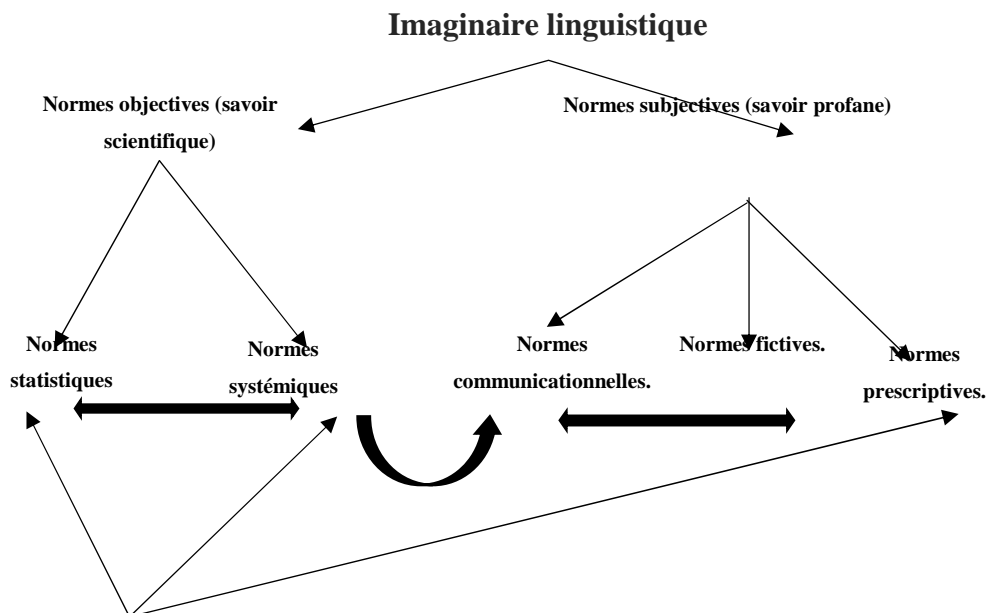 Imaginaire linguistique
Normes objectives (savoir
scientifique)
Normes subjectives (savoir profane)
Normes
statistiques
Normes
systémiques
Normes
communicationnelles.
Normes fictives.
Normes
prescriptives.